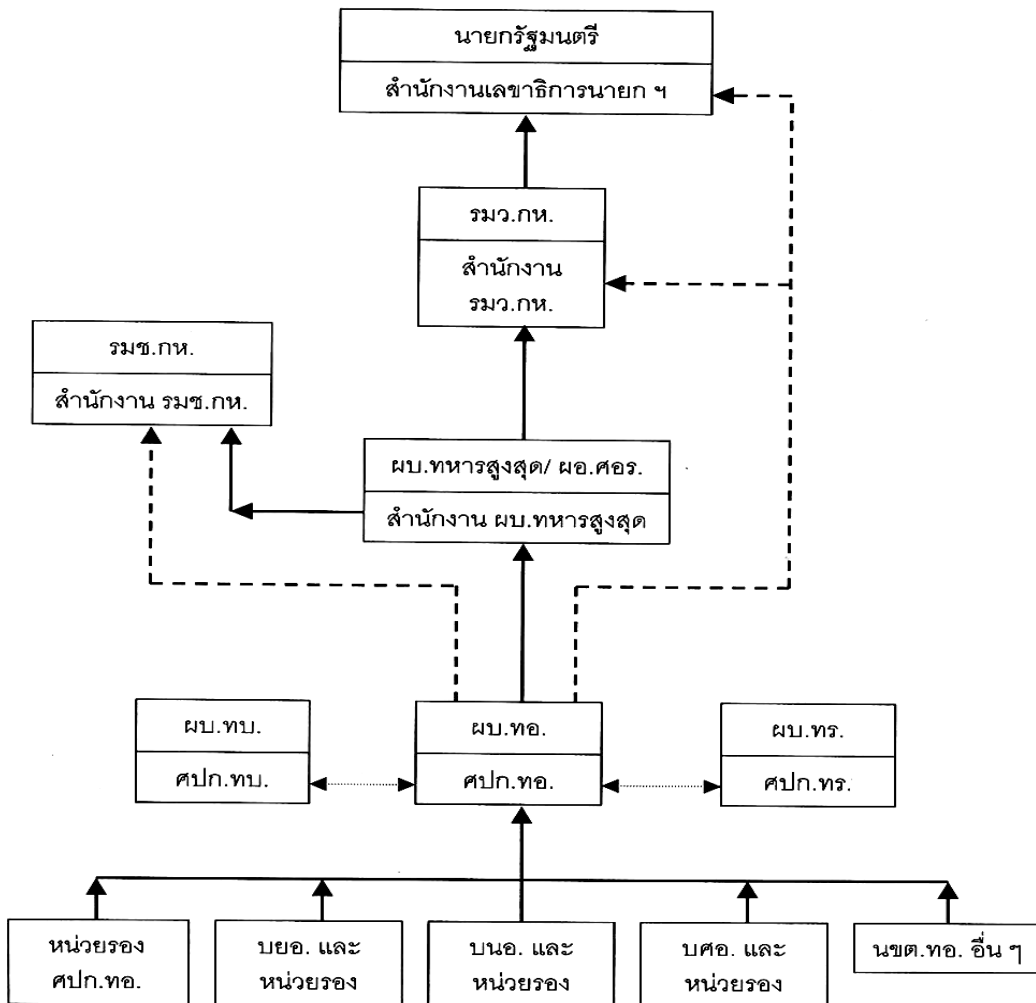 นายกรัฐมนตรี
สำนักงานเลขาธิการนายก ฯ
รมว.กห.
สำนักงาน
รมว.กห.
รมช.กห.
สำนักงาน รมช.กห.
ผบ.ทหารสูงสุด/ ผอ.ศอร.
สำนักงาน ผบ.ทหารสูงสุด
ผบ.ทบ.
ศปก.ทบ.
ผบ.ทอ.
ศปก.ทอ.
ผบ.ทร.
ศปก.ทร.
หน่วยรอง
ศปก.ทอ.
บยอ. และ
หน่วยรอง
บนอ. และ
หน่วยรอง
บศอ. และ
หน่วยรอง
นขต.ทอ. อื่น ๆ